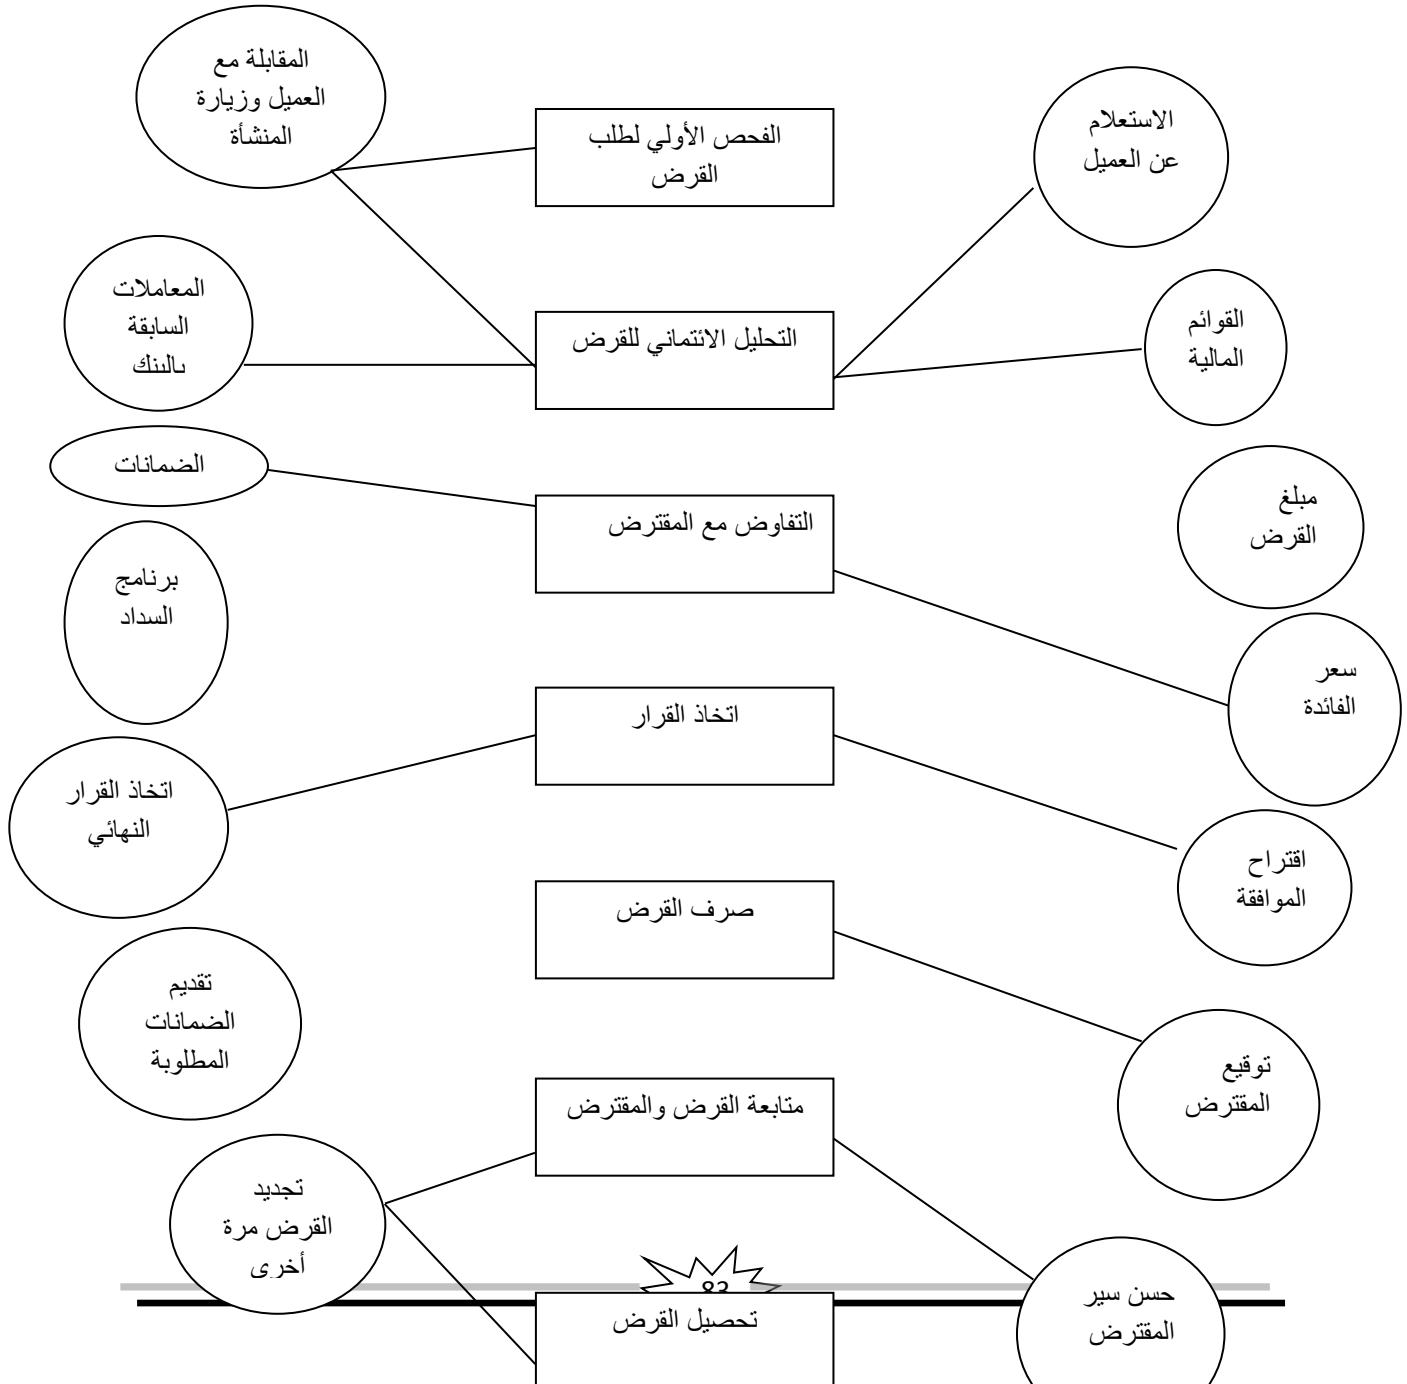 المقابلة مع
العميل وزيارة
المنشأة
الاستعلام
عن العميل
الفحص الأولي لطلب
القرض
المعاملات
السابقة
بالبنك
القوائم
المالية
التحليل الائتماني للقرض
الضمانات
مبلغ
القرض
التفاوض مع المقترض
برنامج
السداد
سعر
الفائدة
اتخاذ القرار
اتخاذ القرار
النهائي
اقتراح
الموافقة
صرف القرض
تقديم
الضمانات
المطلوبة
توقيع
المقترض
متابعة القرض والمقترض
تجديد
القرض مرة
أخرى
83
حسن سير
المقترض
تحصيل القرض